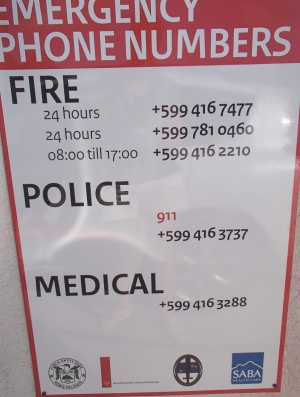 EMERGENCY
PHONE NUMBERS
FIRE
24 hours +599 416 7477
24 hours +599 781 0460
08:00 till 17:00 +599 416 2210
POLICE
911
+599 416 3737
MEDICAL
+599 416 3288
SABA